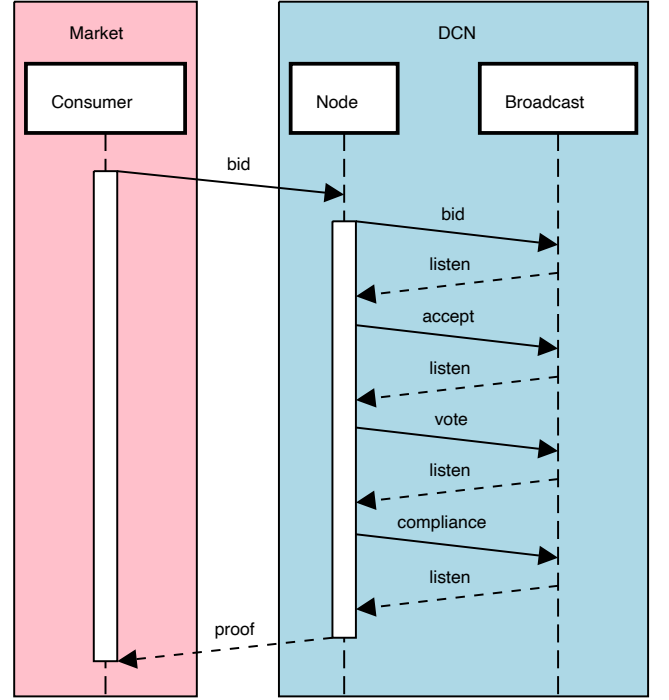 Market
DCN
Consumer
Node
Broadcast
bid
bid
listen
accept
listen
vote
listen
compliance
listen
proof